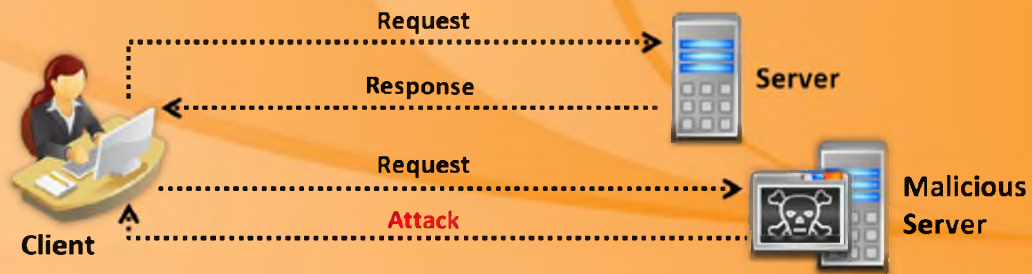 Request
Response
Server
Request
Attack
Malicious
Server
Client